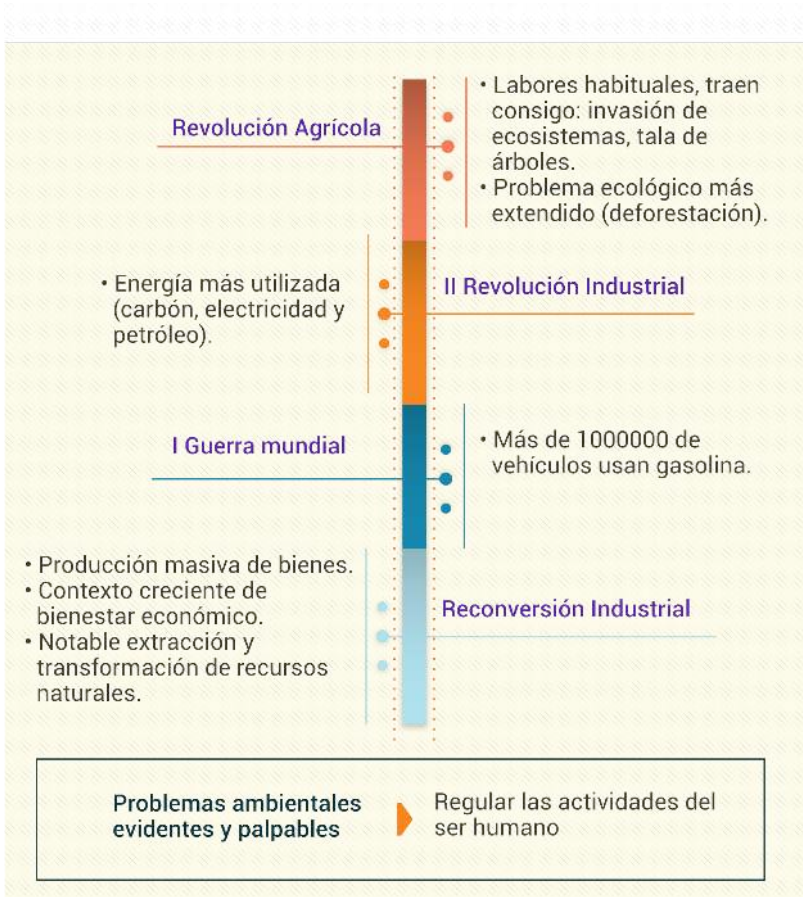 Revolución Agrícola
• Labores habituales, traen
consigo: invasión de
ecosistemas, tala de
árboles.
• Problema ecológico más
extendido (deforestación).
• Energía más utilizada
(carbón, electricidad y
petróleo).
II Revolución Industrial
I Guerra mundial
• Más de 1000000 de
vehículos usan gasolina.
• Producción masiva de bienes.
• Contexto creciente de
bienestar económico.
• Notable extracción y
transformación de recursos
naturales.
Reconversión Industrial
Problemas ambientales
evidentes y palpables
Regular las actividades del
ser humano